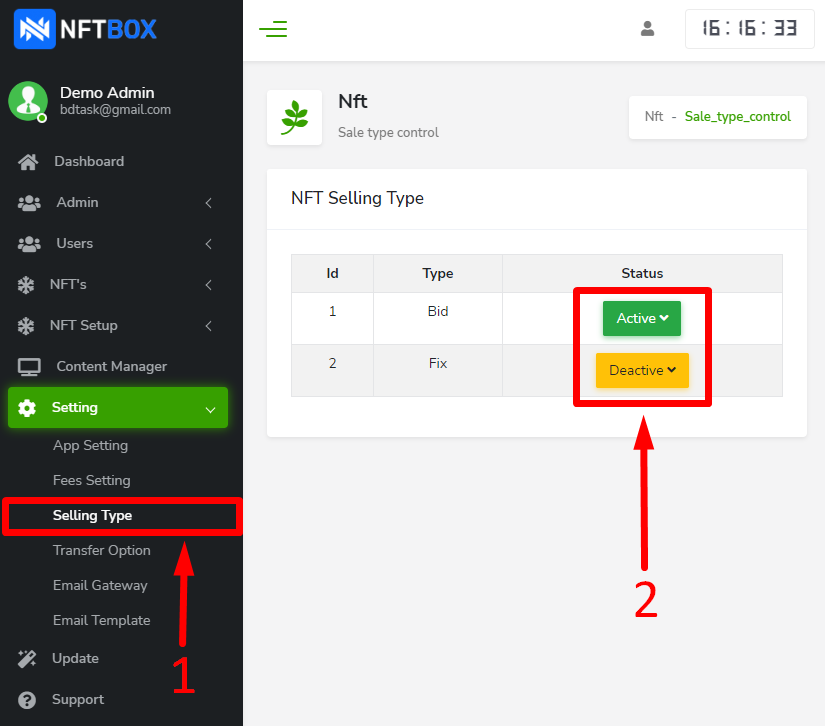 NFTBOX
Demo Admin
bdtask@gmail.com
Dashboard
Admin
Users
NFT's
NFT Setup
Content Manager
Setting
App Setting
Fees Setting
Selling Type
Transfer Option
Email Gateway
Email Template
Update
Support
1
16:16:33
Nft
Sale type control
Nft - Sale_type_control
NFT Selling Type
Id Type Status
1 Bid Active
2 Fix Deactive
2